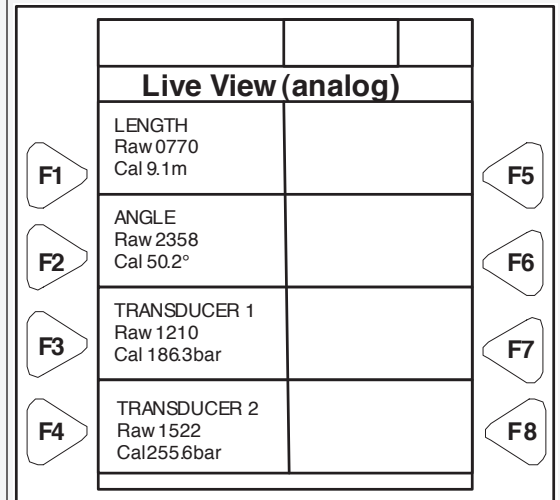 Live View (analog)
F1
LENGTH
Raw 0770
Cal 9.1m
F5
F2
ANGLE
Raw 2358
Cal 50.2°
F6
F3
TRANSDUCER 1
Raw 1210
Cal 186.3bar
F7
F4
TRANSDUCER 2
Raw 1522
Cal255.6bar
F8